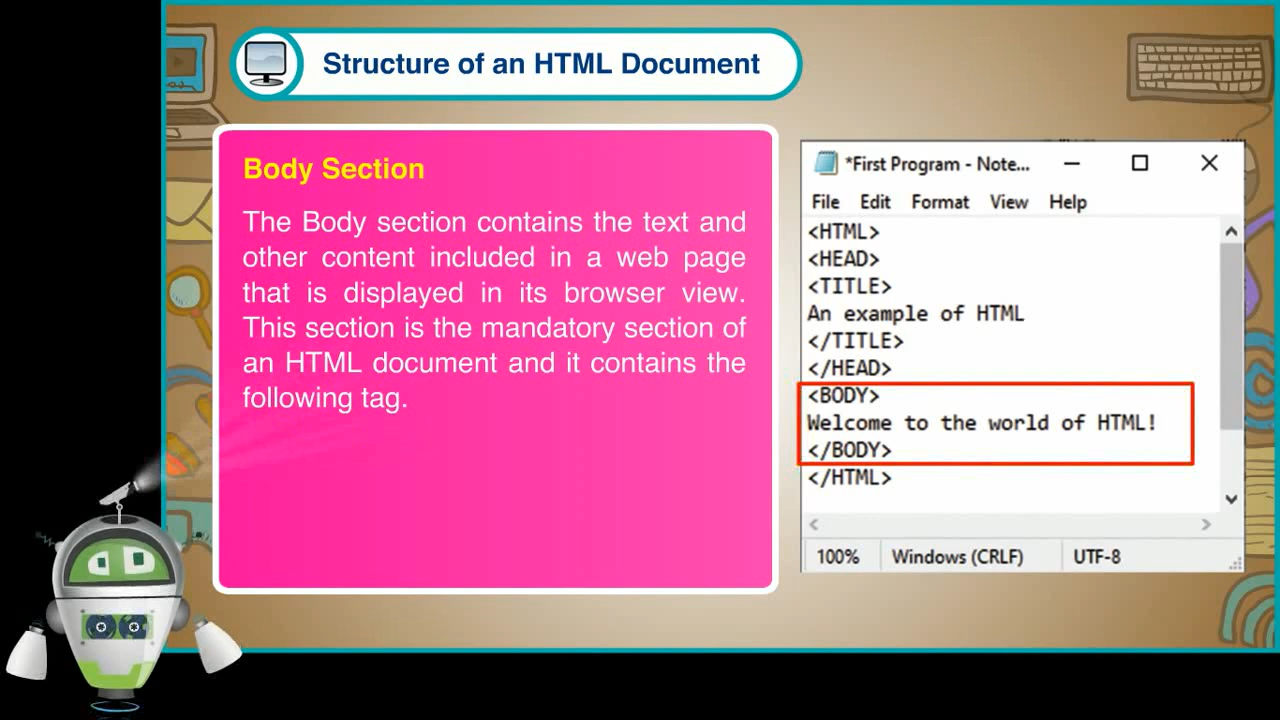 Structure of an HTML Document
Body Section
The Body section contains the text and
other content included in a web page
that is displayed in its browser view.
This section is the mandatory section of
an HTML document and it contains the
following tag.
*First Program - Note...
File Edit Format View Help
<HTML>
<HEAD>
<TITLE>
An example of HTML
</TITLE>
</HEAD>
<BODY>
Welcome to the world of HTML!
</BODY>
</HTML>
100% Windows (CRLF) UTF-8